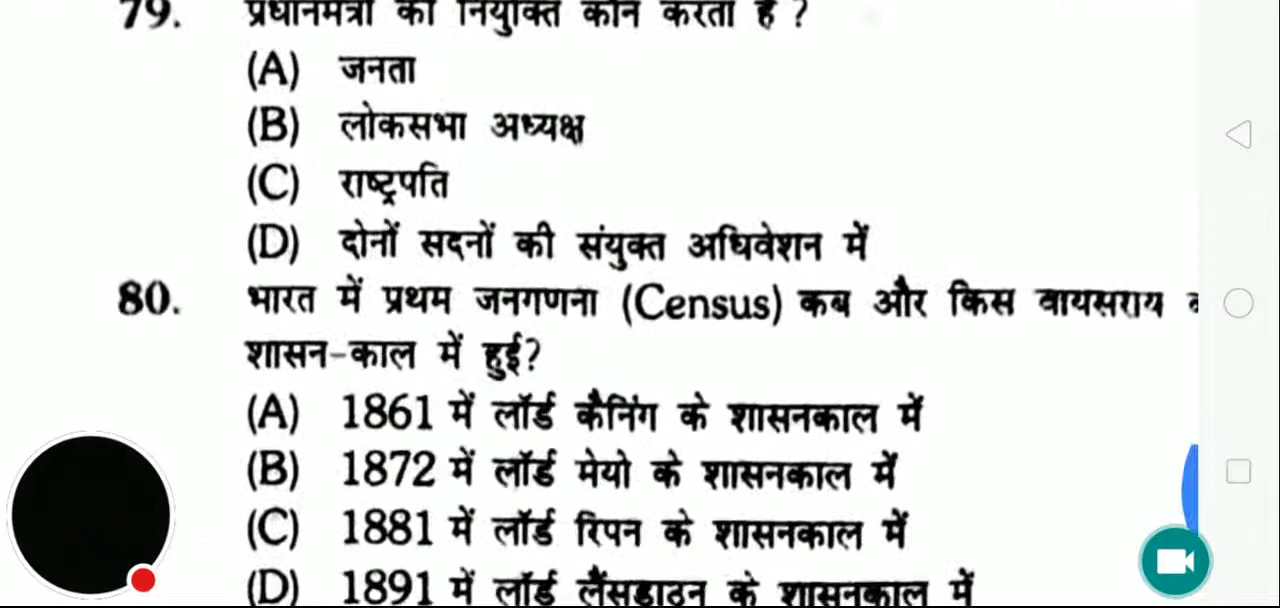 79. प्रधानमंत्री की नियुक्ति कौन करता है ?
(A) जनता
(B) लोकसभा अध्यक्ष
(C) राष्ट्रपति
(D) दोनों सदनों की संयुक्त अधिवेशन में
80. भारत में प्रथम जनगणना (Census) कब और किस वायसराय
शासन-काल में हुई?
(A) 1861 में लॉर्ड कैनिंग के शासनकाल में
(B) 1872 में लॉर्ड मेयो के शासनकाल में
(C) 1881 में लॉर्ड रिपन के शासनकाल में
(D) 1891 में लॉर्ड लैंसडाउन के शासनकाल में